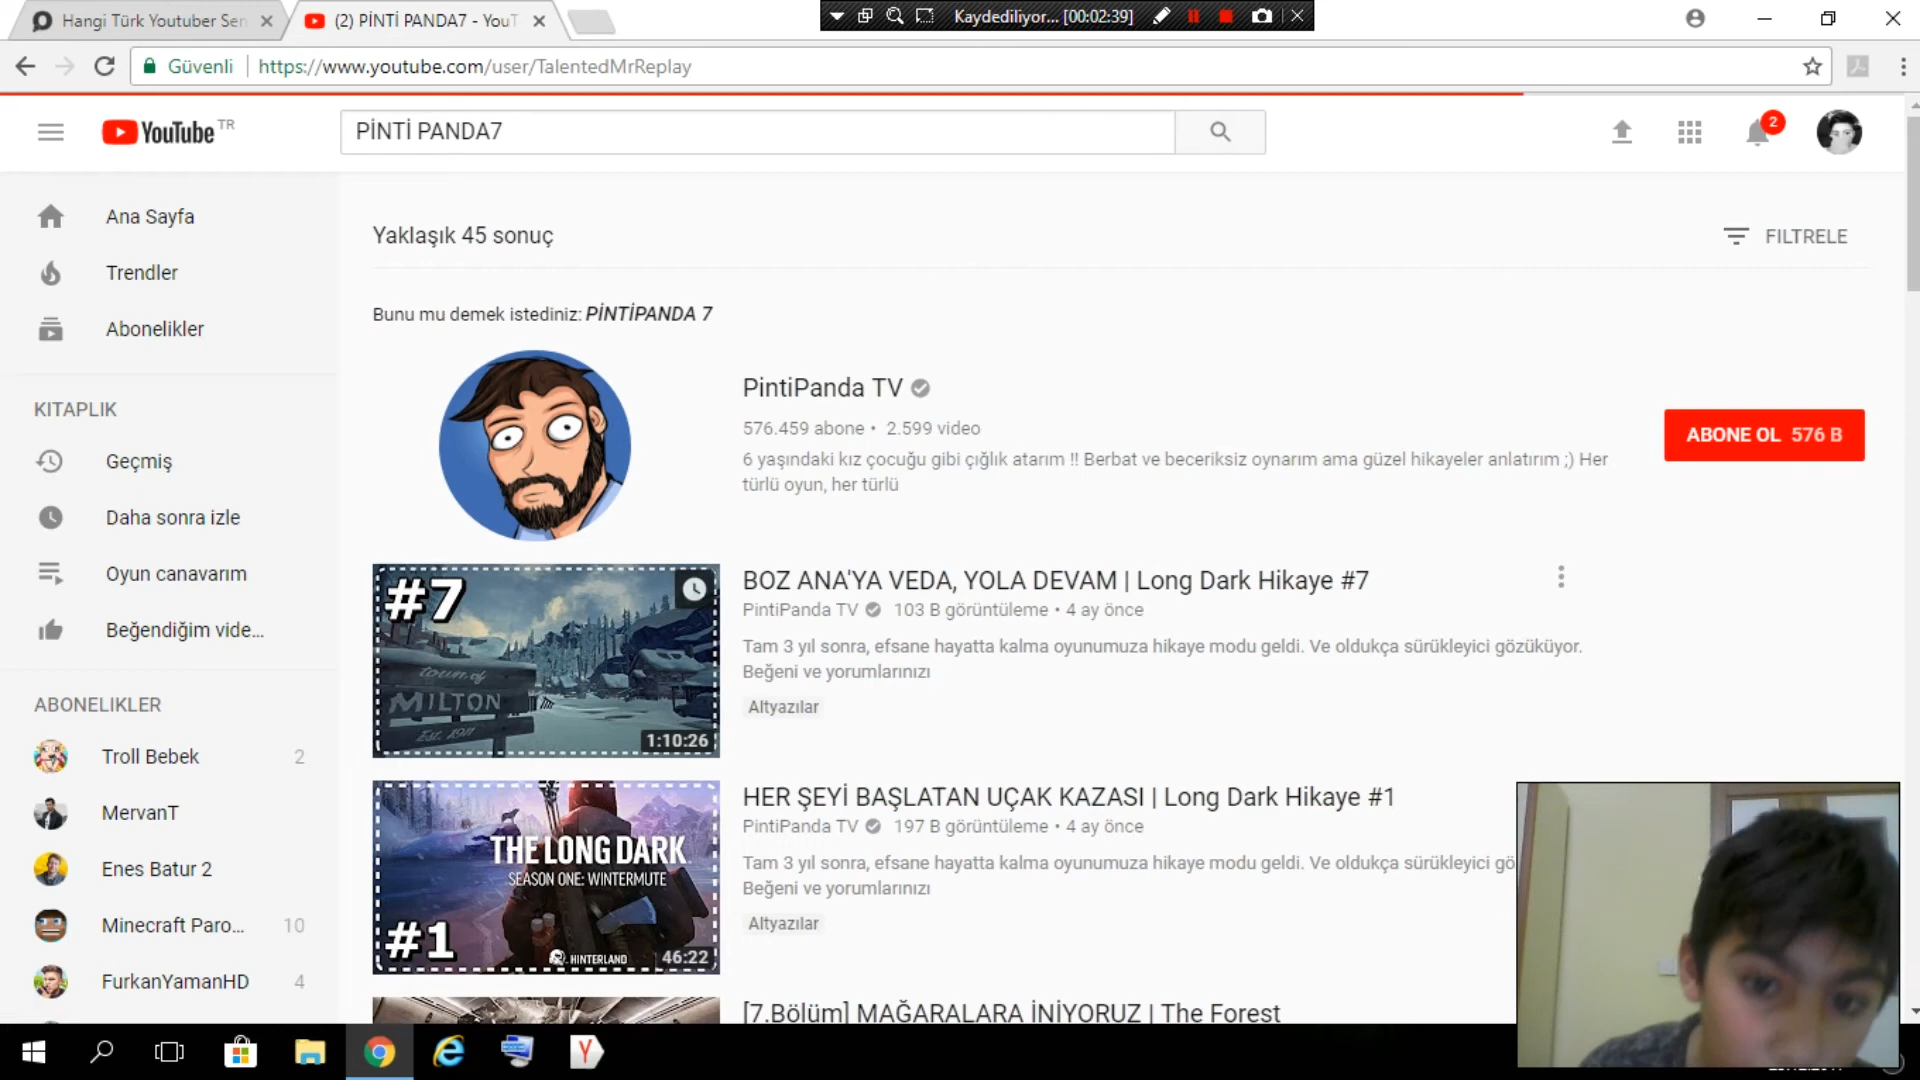 Hangi Türk Youtuber Sen
(2) PİNTİ PANDA7 - YouT
Kaydediliyor... [00:02:39]
Güvenli
https://www.youtube.com/user/TalentedMrReplay
YouTube TR
PİNTİ PANDA7
2
Ana Sayfa
Trendler
Abonelikler
KITAPLIK
Geçmiş
Daha sonra izle
Oyun canavarım
Beğendiğim vide...
ABONELIKLER
Troll Bebek 2
MervanT
Enes Batur 2
Minecraft Paro... 10
FurkanYamanHD 4
Yaklaşık 45 sonuç
FILTRELE
Bunu mu demek istediniz: PİNTİPANDA 7
PintiPanda TV
576.459 abone • 2.599 video
6 yaşındaki kız çocuğu gibi çığlık atarım !! Berbat ve beceriksiz oynarım ama güzel hikayeler anlatırım ;) Her
türlü oyun, her türlü
ABONE OL 576 B
#7
town of
MILTON
Est. 1911
1:10:26
BOZ ANA'YA VEDA, YOLA DEVAM | Long Dark Hikaye #7
PintiPanda TV 103 B görüntüleme • 4 ay önce
Tam 3 yıl sonra, efsane hayatta kalma oyunumuza hikaye modu geldi. Ve oldukça sürükleyici gözüküyor.
Beğeni ve yorumlarınızı
Altyazılar
THE LONG DARK
SEASON ONE: WINTERMUTE
#1
HINTERLAND
46:22
HER ŞEYİ BAŞLATAN UÇAK KAZASI | Long Dark Hikaye #1
PintiPanda TV 197 B görüntüleme • 4 ay önce
Tam 3 yıl sonra, efsane hayatta kalma oyunumuza hikaye modu geldi. Ve oldukça sürükleyici gö
Beğeni ve yorumlarınızı
Altyazılar
[7.Bölüm] MAĞARALARA İNİYORUZ | The Forest